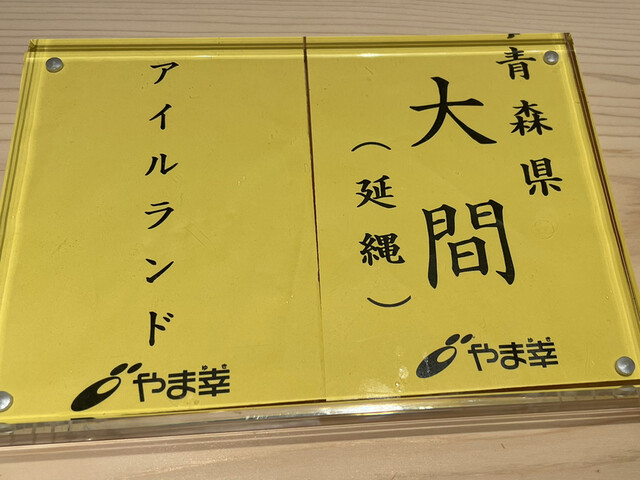 青森県
大間
（延縄）
やま幸
アイルランド
やま幸